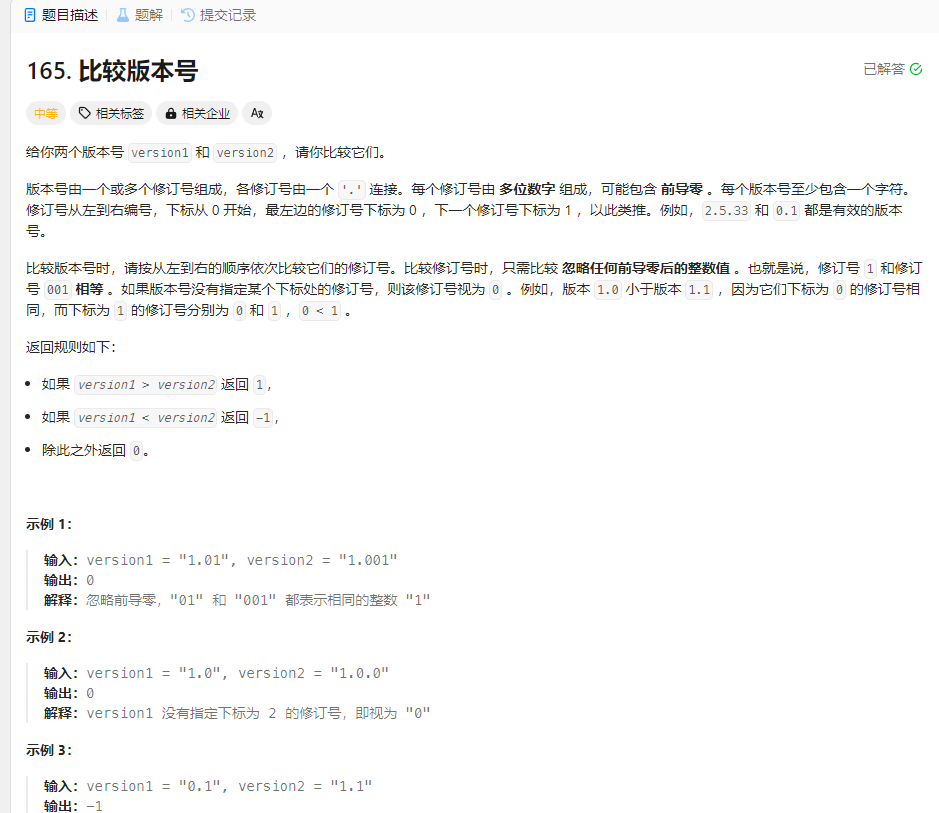 题目描述 题解 提交记录
165. 比较版本号
已解答
中等 相关标签 相关企业
给你两个版本号 version1 和 version2 ，请你比较它们。
版本号由一个或多个修订号组成，各修订号由一个 '.' 连接。每个修订号由 多位数字 组成，可能包含 前导零 。每个版本号至少包含一个字符。
修订号从左到右编号，下标从 0 开始，最左边的修订号下标为 0 ，下一个修订号下标为 1 ，以此类推。例如，2.5.33 和 0.1 都是有效的版本
号。
比较版本号时，请按从左到右的顺序依次比较它们的修订号。比较修订号时，只需比较 忽略任何前导零后的整数值 。也就是说，修订号 1 和修订
号 001 相等 。如果版本号没有指定某个下标处的修订号，则该修订号视为 0 。例如，版本 1.0 小于版本 1.1 ，因为它们下标为 0 的修订号相
同，而下标为 1 的修订号分别为 0 和 1 ，0 < 1 。
返回规则如下：
• 如果 version1 > version2 返回 1，
• 如果 version1 < version2 返回 -1，
• 除此之外返回 0。
示例 1：
输入：version1 = "1.01", version2 = "1.001"
输出：0
解释：忽略前导零，"01" 和 "001" 都表示相同的整数 "1"
示例 2：
输入：version1 = "1.0", version2 = "1.0.0"
输出：0
解释：version1 没有指定下标为 2 的修订号，即视为 "0"
示例 3：
输入：version1 = "0.1", version2 = "1.1"
输出：-1